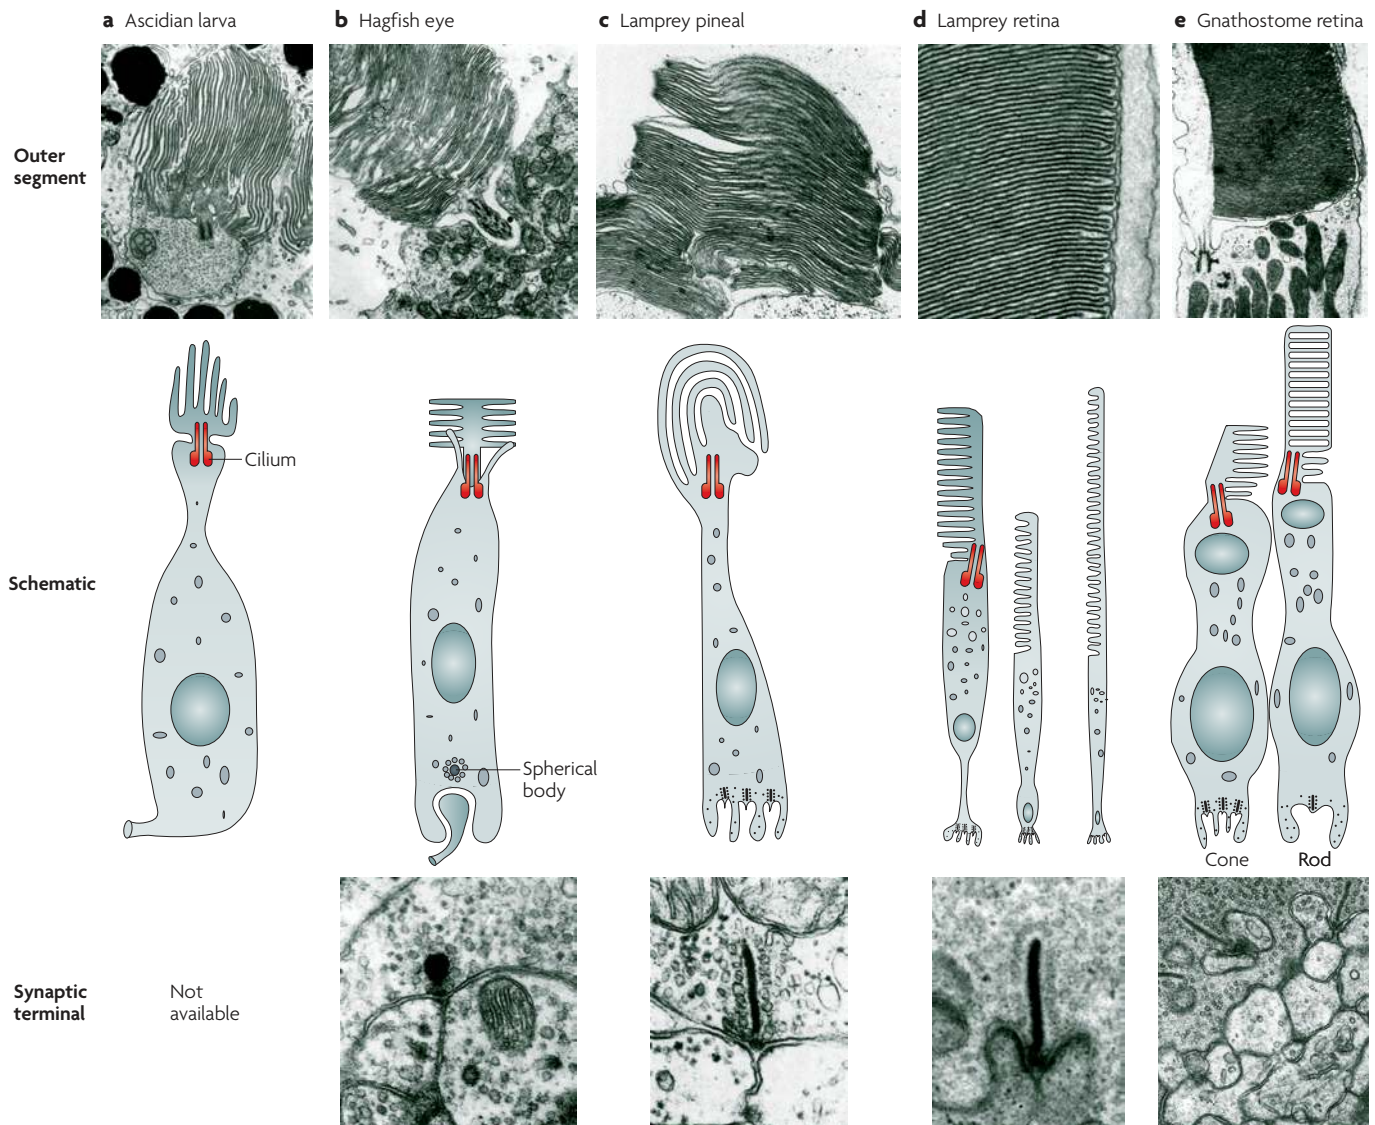 a Ascidian larva
b Hagfish eye
c Lamprey pineal
d Lamprey retina
e Gnathostome retina
Outer
segment
Cilium
Schematic
Spherical
body
Cone
Rod
Synaptic
terminal
Not
available